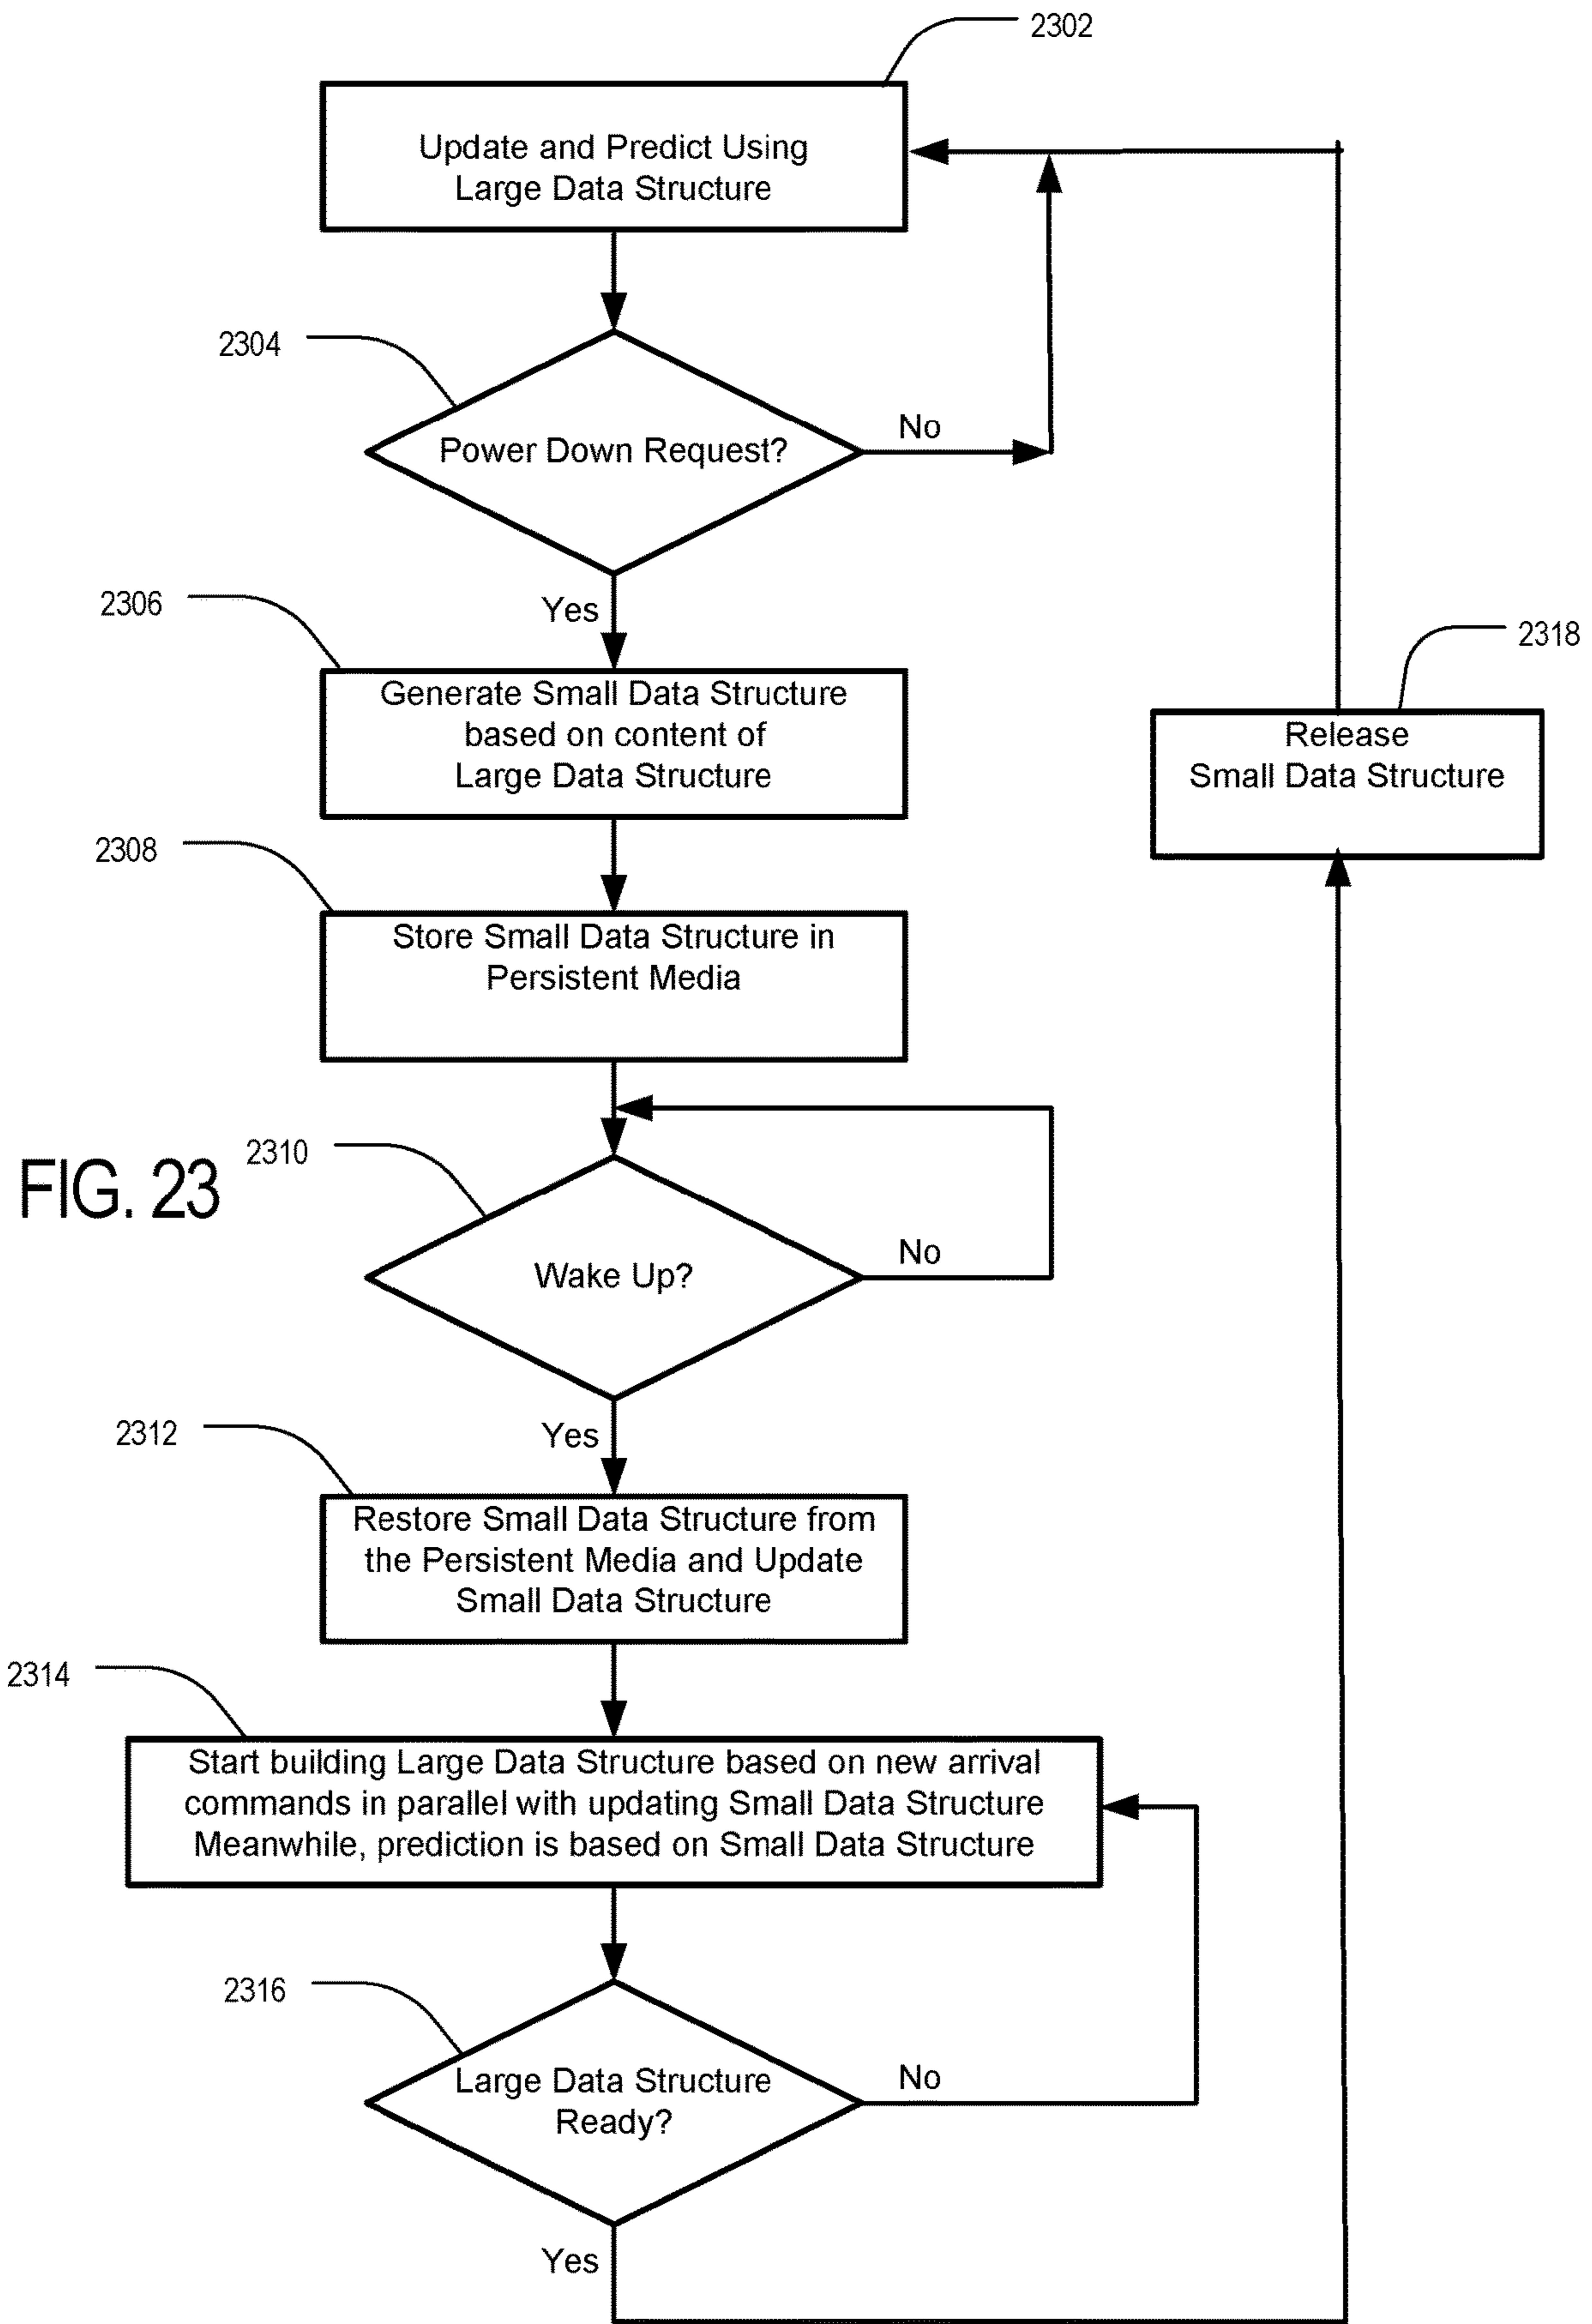 2302
Update and Predict Using
Large Data Structure
2304
Power Down Request?
No
Yes
2306
Generate Small Data Structure
based on content of
Large Data Structure
2318
Release
Small Data Structure
2308
Store Small Data Structure in
Persistent Media
FIG. 23
2310
Wake Up?
No
Yes
2312
Restore Small Data Structure from
the Persistent Media and Update
Small Data Structure
2314
Start building Large Data Structure based on new arrival
commands in parallel with updating Small Data Structure
Meanwhile, prediction is based on Small Data Structure
2316
Large Data Structure
Ready?
No
Yes